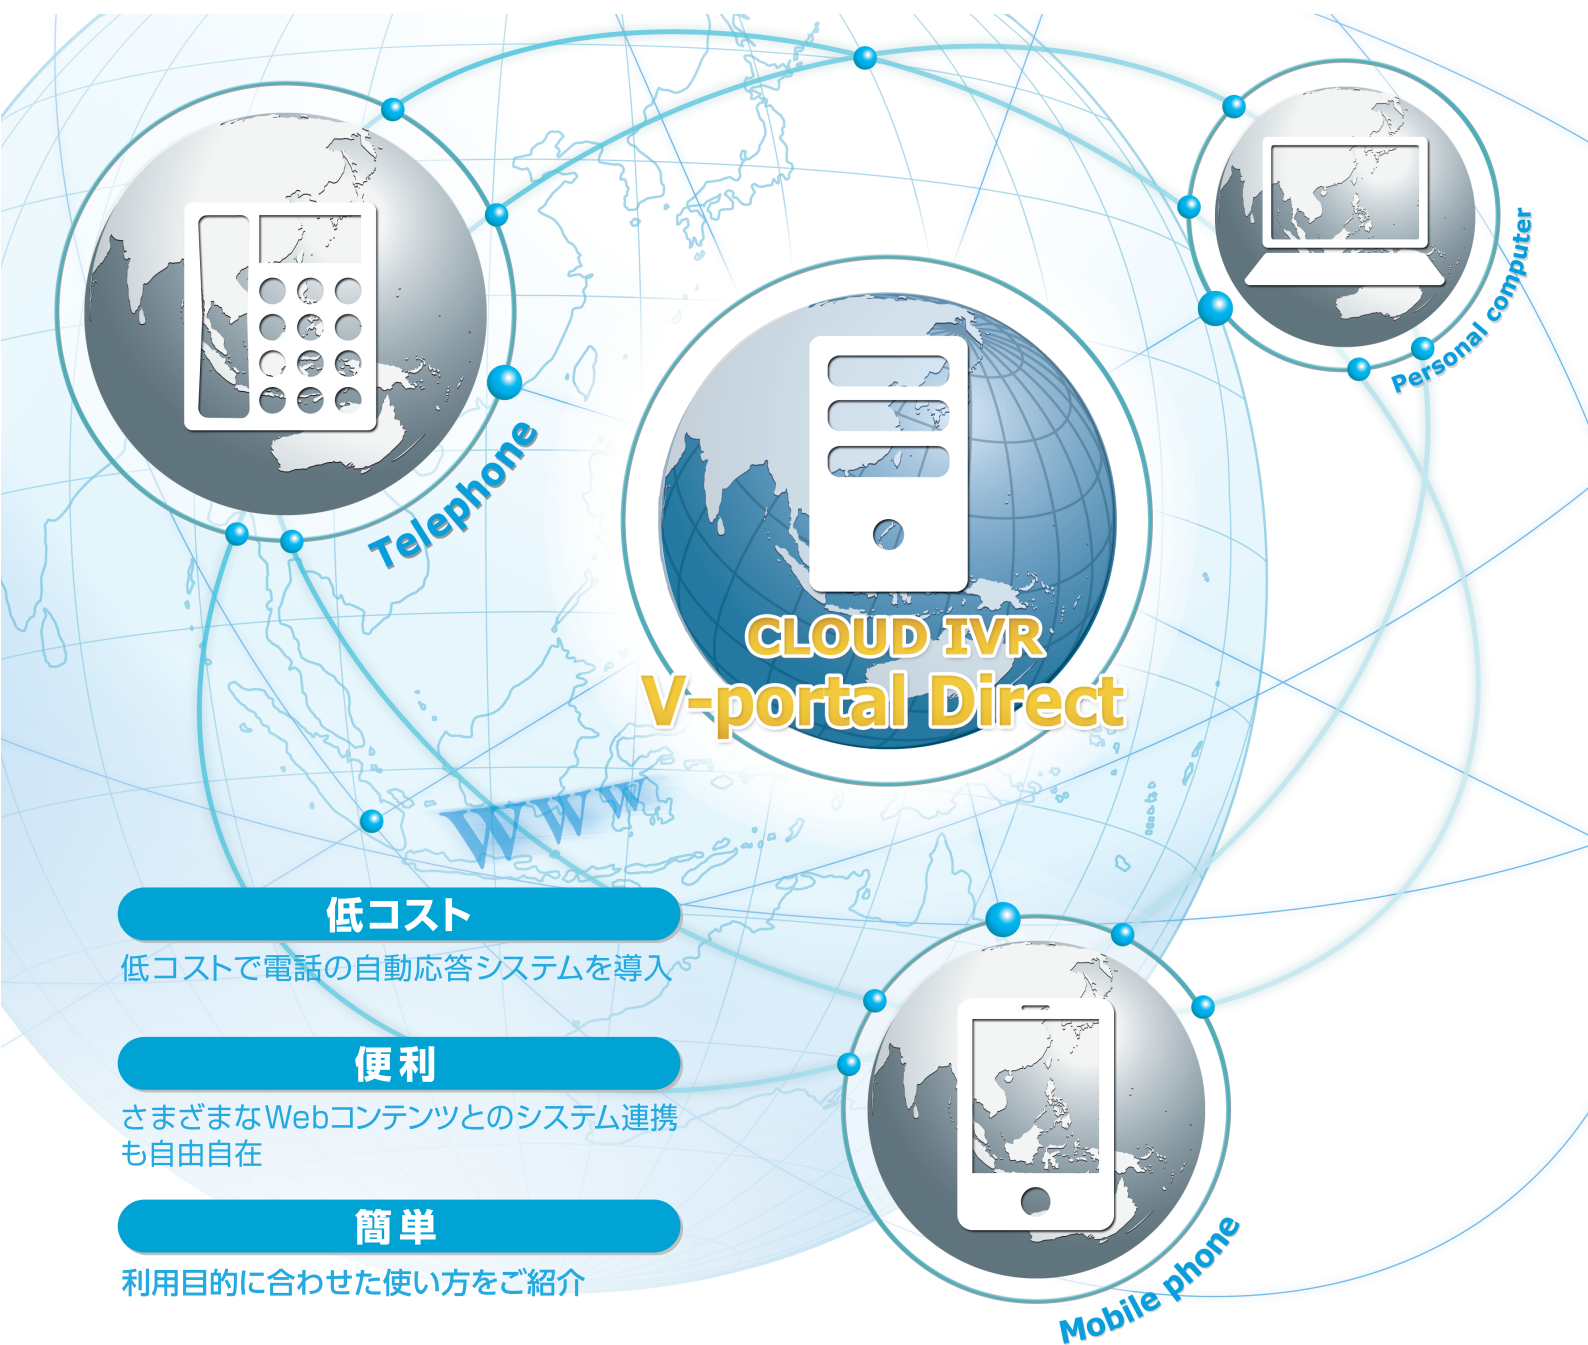 Personal computer
Telephone
CLOUD IVR
V-portal Direct
WWW
低コスト
低コストで電話の自動応答システムを導入
便利
さまざまなWebコンテンツとのシステム連携
も自由自在
簡単
利用目的に合わせた使い方をご紹介
Mobile phone